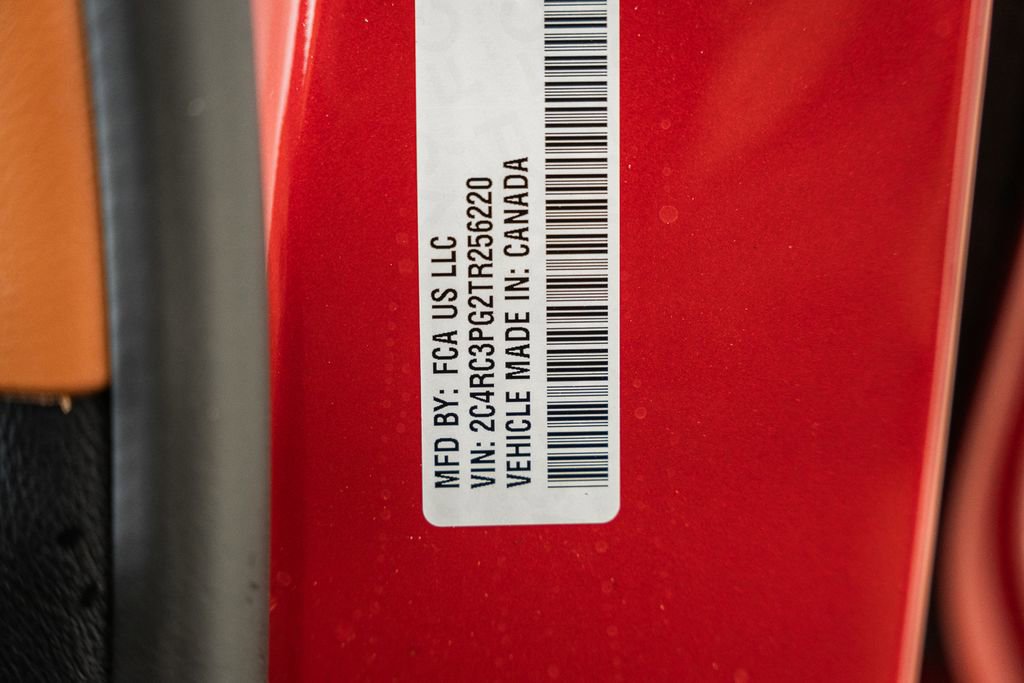 MFD BY: FCA US LLC
VIN: 2C4RC3PG2TR256220
VEHICLE MADE IN: CANADA